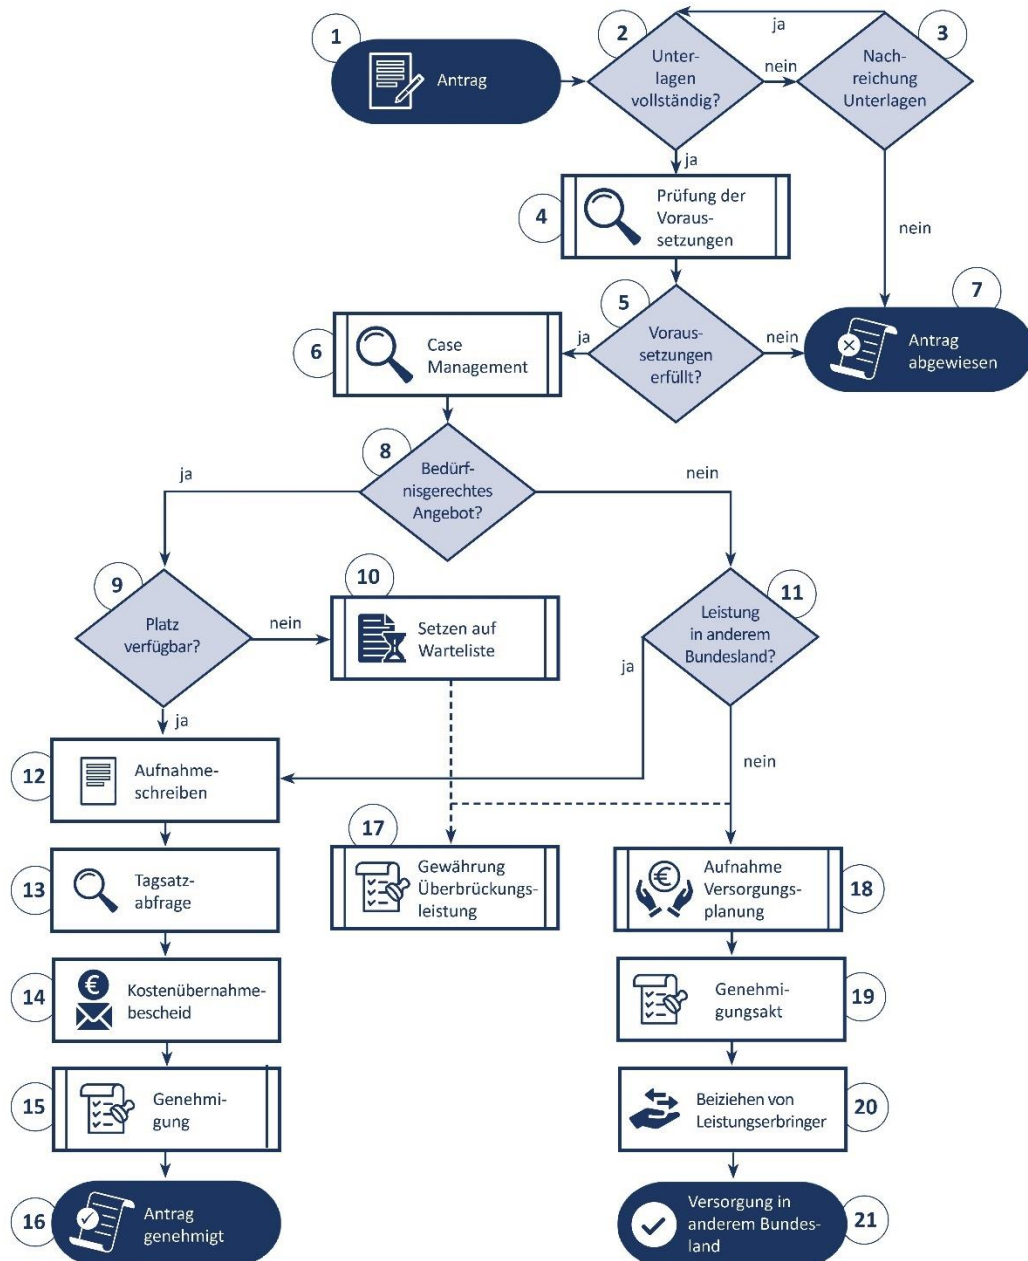 1
Antrag
2
Unter-
lagen
vollständig?
ja
nein
3
Nach-
reichung
Unterlagen
ja
nein
4
Prüfung der
Voraus-
setzungen
5
Voraus-
setzungen
erfüllt?
ja
nein
6
Case
Management
7
Antrag
abgewiesen
8
Bedürf-
nisgerechtes
Angebot?
ja
nein
9
Platz
verfügbar?
nein
ja
10
Setzen auf
Warteliste
11
Leistung
in anderem
Bundesland?
ja
nein
12
Aufnahme-
schreiben
13
Tagsatz-
abfrage
14
€
Kostenübernahme-
bescheid
15
Genehmi-
gung
16
Antrag
genehmigt
17
Gewährung
Überbrückungs-
leistung
18
€
Aufnahme
Versorgungs-
planung
19
Genehmi-
gungsakt
20
Beiziehen von
Leistungserbringer
21
Versorgung in
anderem Bundes-
land